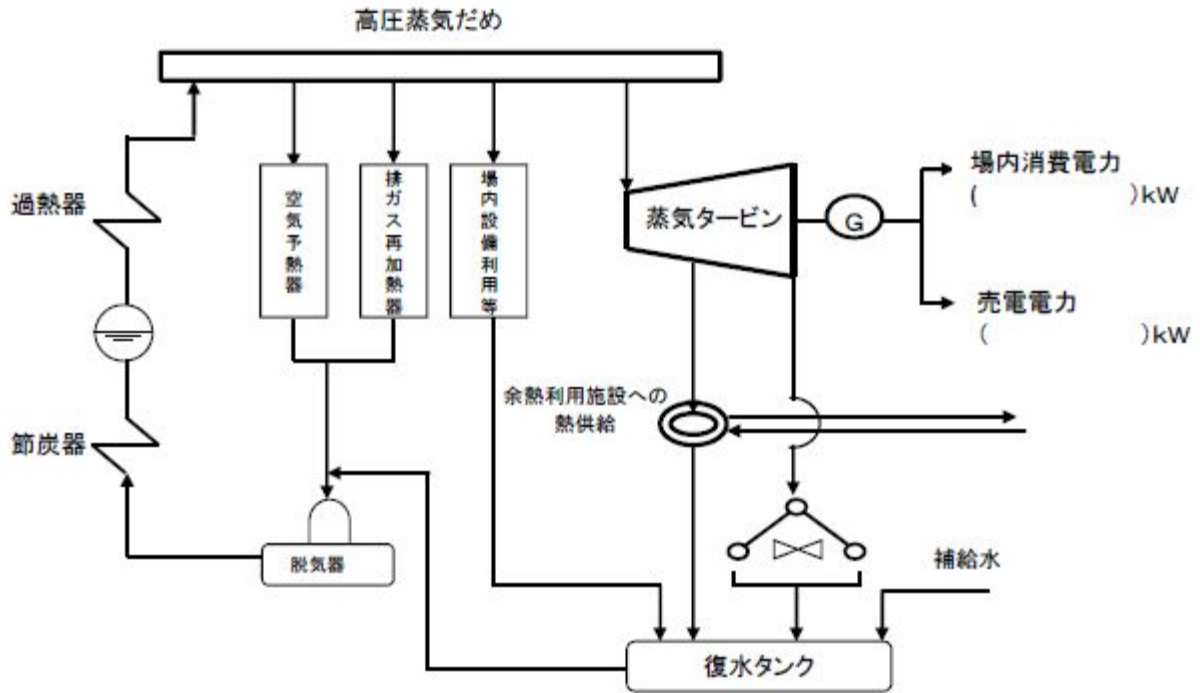 高圧蒸気だめ
過熱器
空気予熱器
排ガス再加熱器
場内設備利用等
蒸気タービン
G
場内消費電力
(　　　　　)kW
売電電力
(　　　　　)kW
余熱利用施設への
熱供給
節炭器
脱気器
補給水
復水タンク